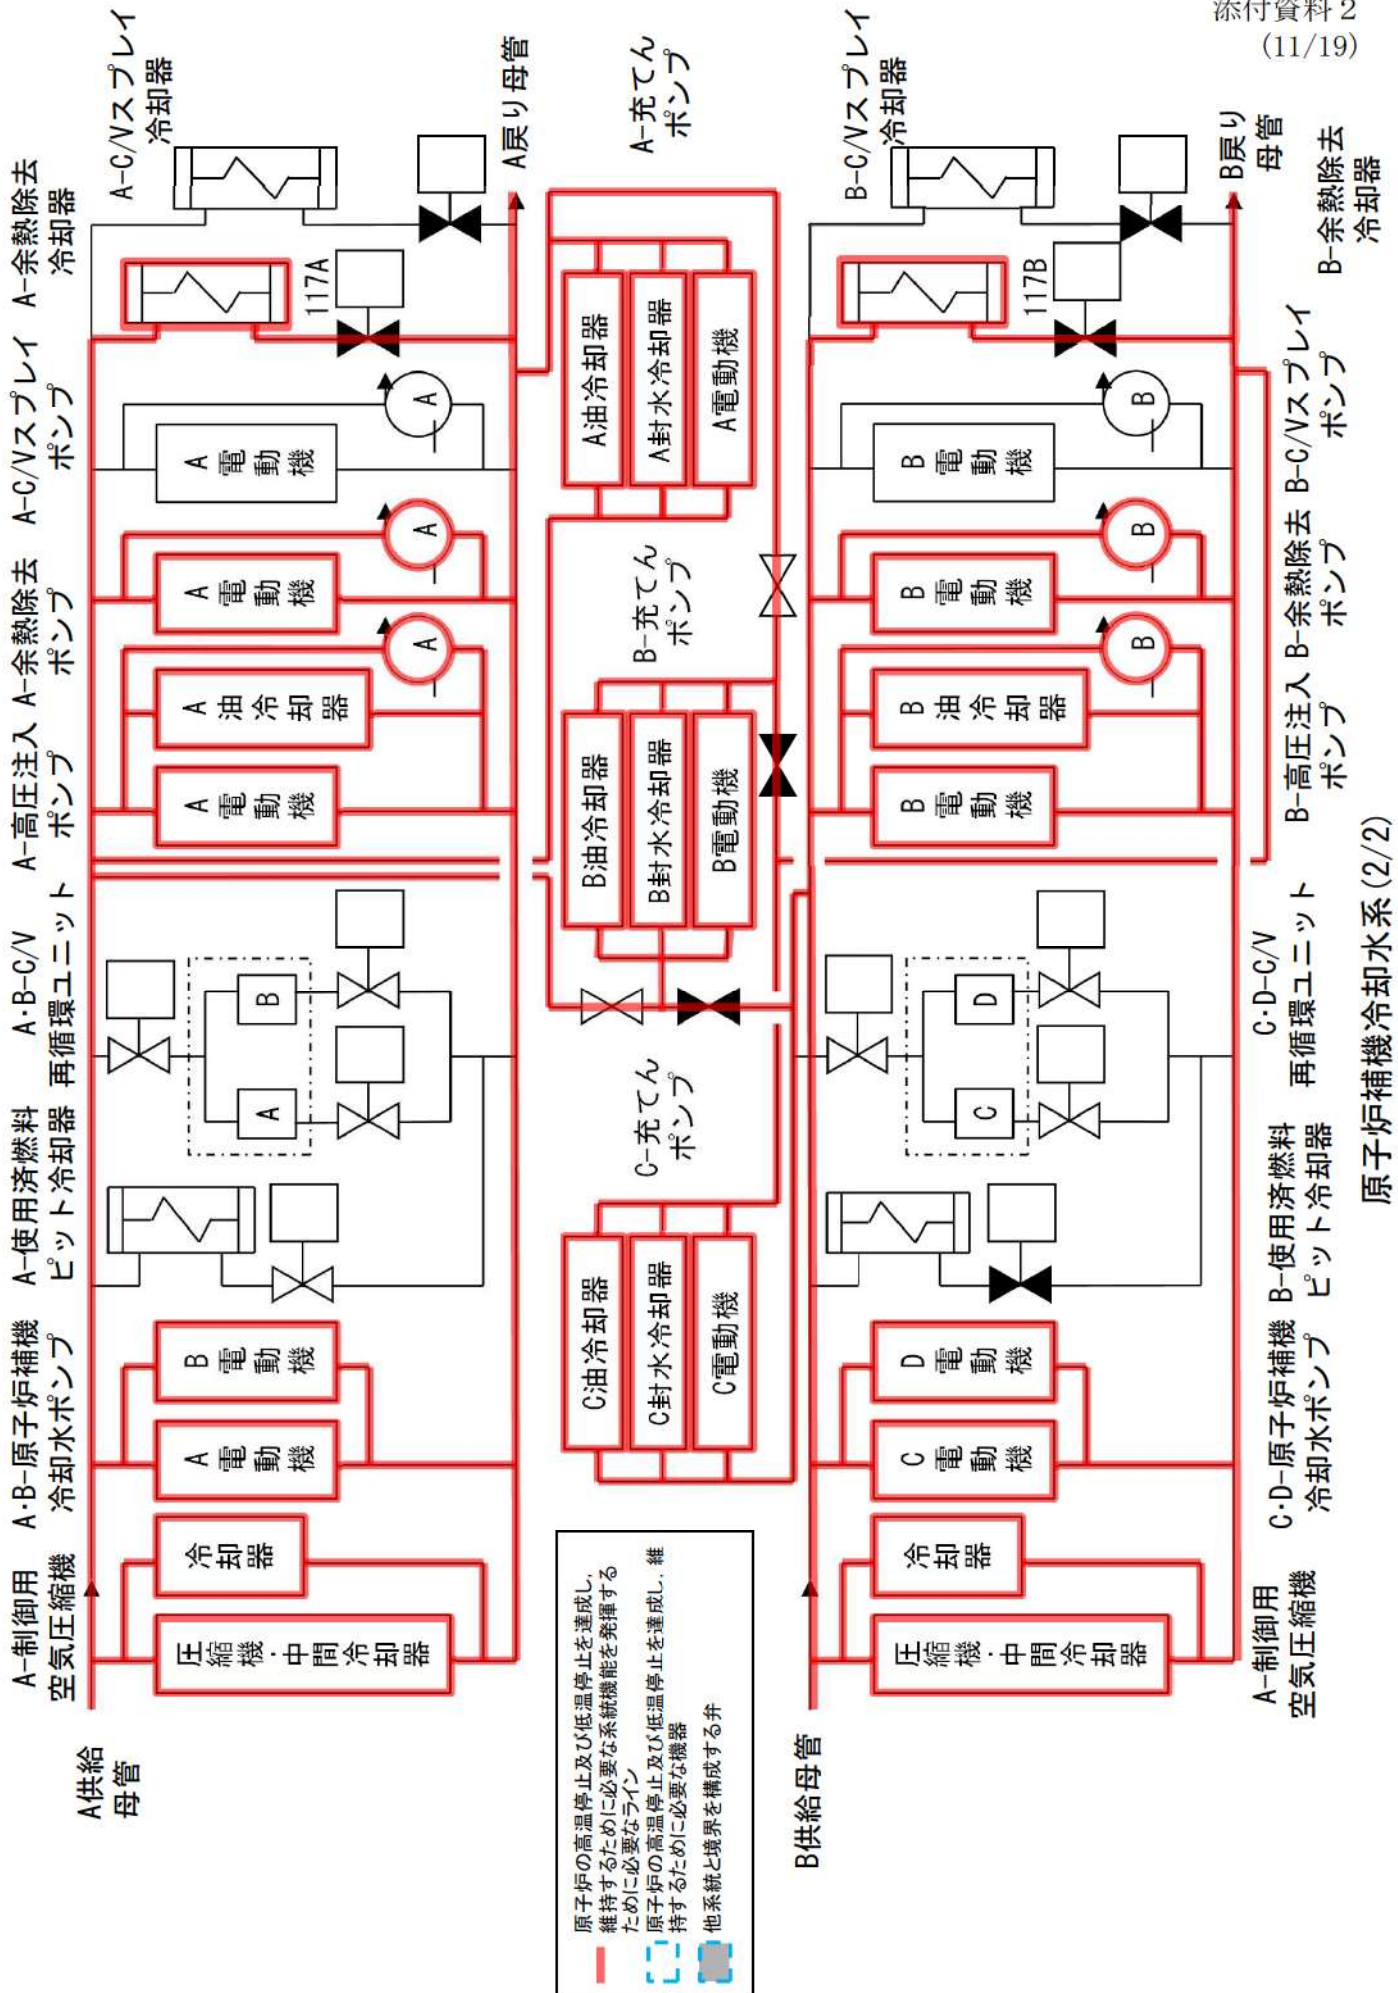 添付資料2
(11/19)
A供給
母管
A-制御用
空気圧縮機
A・B-原子炉補機
冷却水ポンプ
A-使用済燃料
ピット冷却器
A・B-C/V
再循環ユニット
A-高圧注入
ポンプ
A-余熱除去
ポンプ
A-C/Vスプレイ
ポンプ
A-余熱除去
冷却器
A-C/Vスプレイ
冷却器
圧縮機・中間冷却器
冷却器
A電動機
B電動機
A
B
A電動機
A油冷却器
A
A電動機
A
A電動機
A
117A
A戻り母管
C-充てん
ポンプ
C油冷却器
C封水冷却器
C電動機
B-充てん
ポンプ
B油冷却器
B封水冷却器
B電動機
A-充てん
ポンプ
A油冷却器
A封水冷却器
A電動機
原子炉の高温停止及び低温停止を達成し、
維持するために必要な系統機能を発揮する
ために必要なライン
原子炉の高温停止及び低温停止を達成し、維
持するために必要な機器
他系統と境界を構成する弁
B供給母管
圧縮機・中間冷却器
冷却器
C電動機
D電動機
C
D
B電動機
B油冷却器
B
B電動機
B
B電動機
B
117B
B-C/Vスプレイ
冷却器
B戻り
母管
A-制御用
空気圧縮機
C・D-原子炉補機
冷却水ポンプ
B-使用済燃料
ピット冷却器
C・D-C/V
再循環ユニット
B-高圧注入
ポンプ
B-余熱除去
ポンプ
B-C/Vスプレイ
ポンプ
B-余熱除去
冷却器
原子炉補機冷却水系(2/2)